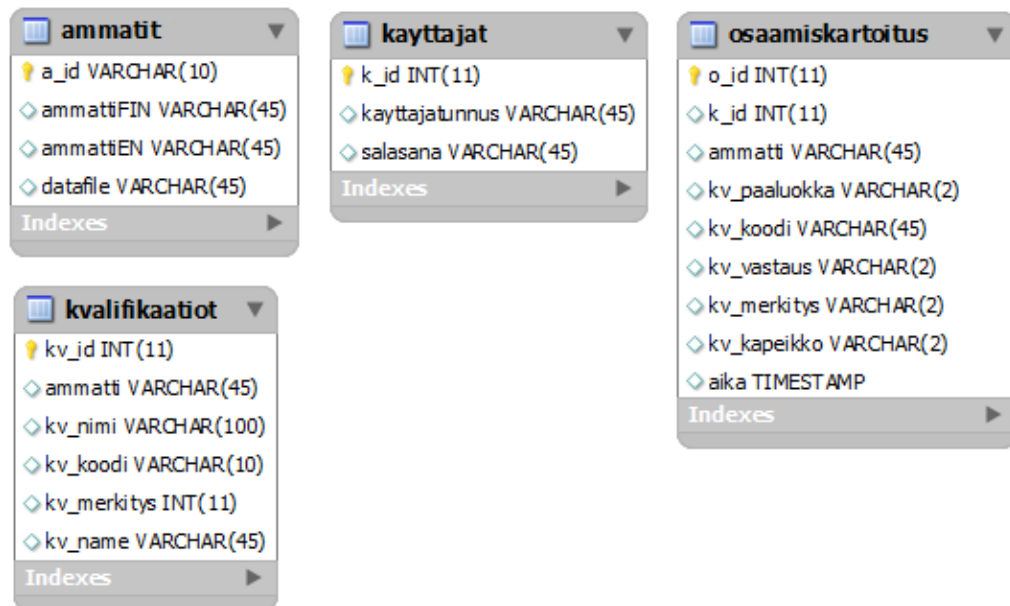 ammatit
a_id VARCHAR(10)
ammattiFIN VARCHAR(45)
ammattiEN VARCHAR(45)
datafile VARCHAR(45)
Indexes
kayttajat
k_id INT(11)
kayttajatunnus VARCHAR(45)
salasana VARCHAR(45)
Indexes
osaamiskartoitus
o_id INT(11)
k_id INT(11)
ammatti VARCHAR(45)
kv_paaluokka VARCHAR(2)
kv_koodi VARCHAR(45)
kv_vastaus VARCHAR(2)
kv_merkitys VARCHAR(2)
kv_kapeikko VARCHAR(2)
aika TIMESTAMP
Indexes
kvalifikaatiot
kv_id INT(11)
ammatti VARCHAR(45)
kv_nimi VARCHAR(100)
kv_koodi VARCHAR(10)
kv_merkitys INT(11)
kv_name VARCHAR(45)
Indexes